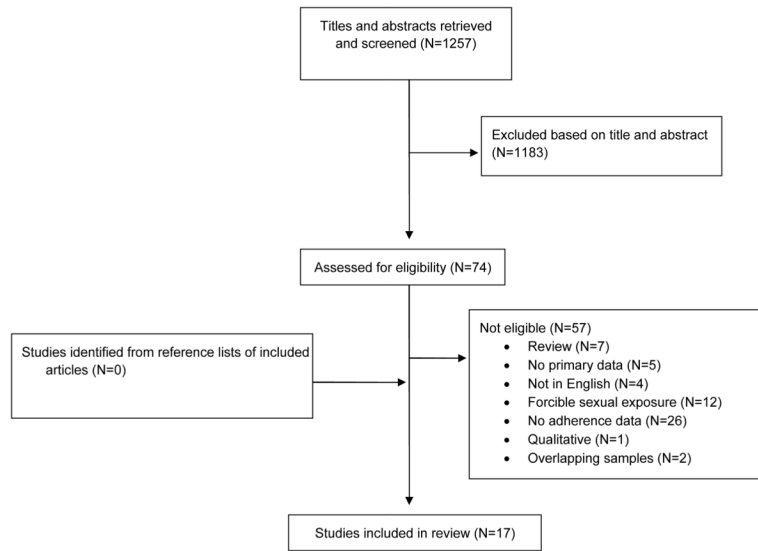 Titles and abstracts retrieved
and screened (N=1257)
Excluded based on title and abstract
(N=1183)
Assessed for eligibility (N=74)
Studies identified from reference lists of included
articles (N=0)
Not eligible (N=57)
• Review (N=7)
• No primary data (N=5)
• Not in English (N=4)
• Forcible sexual exposure (N=12)
• No adherence data (N=26)
• Qualitative (N=1)
• Overlapping samples (N=2)
Studies included in review (N=17)